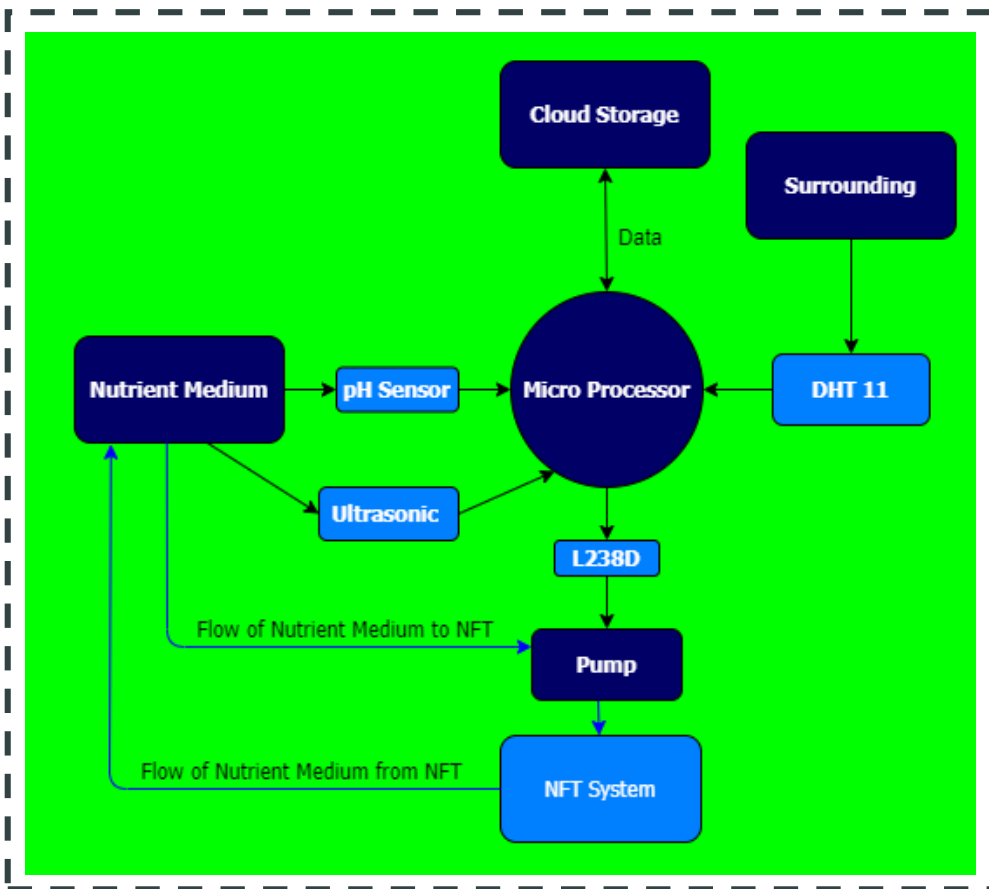 Cloud Storage
Surrounding
Data
Nutrient Medium
pH Sensor
Micro Processor
DHT 11
Ultrasonic
L238D
Flow of Nutrient Medium to NFT
Pump
Flow of Nutrient Medium from NFT
NFT System